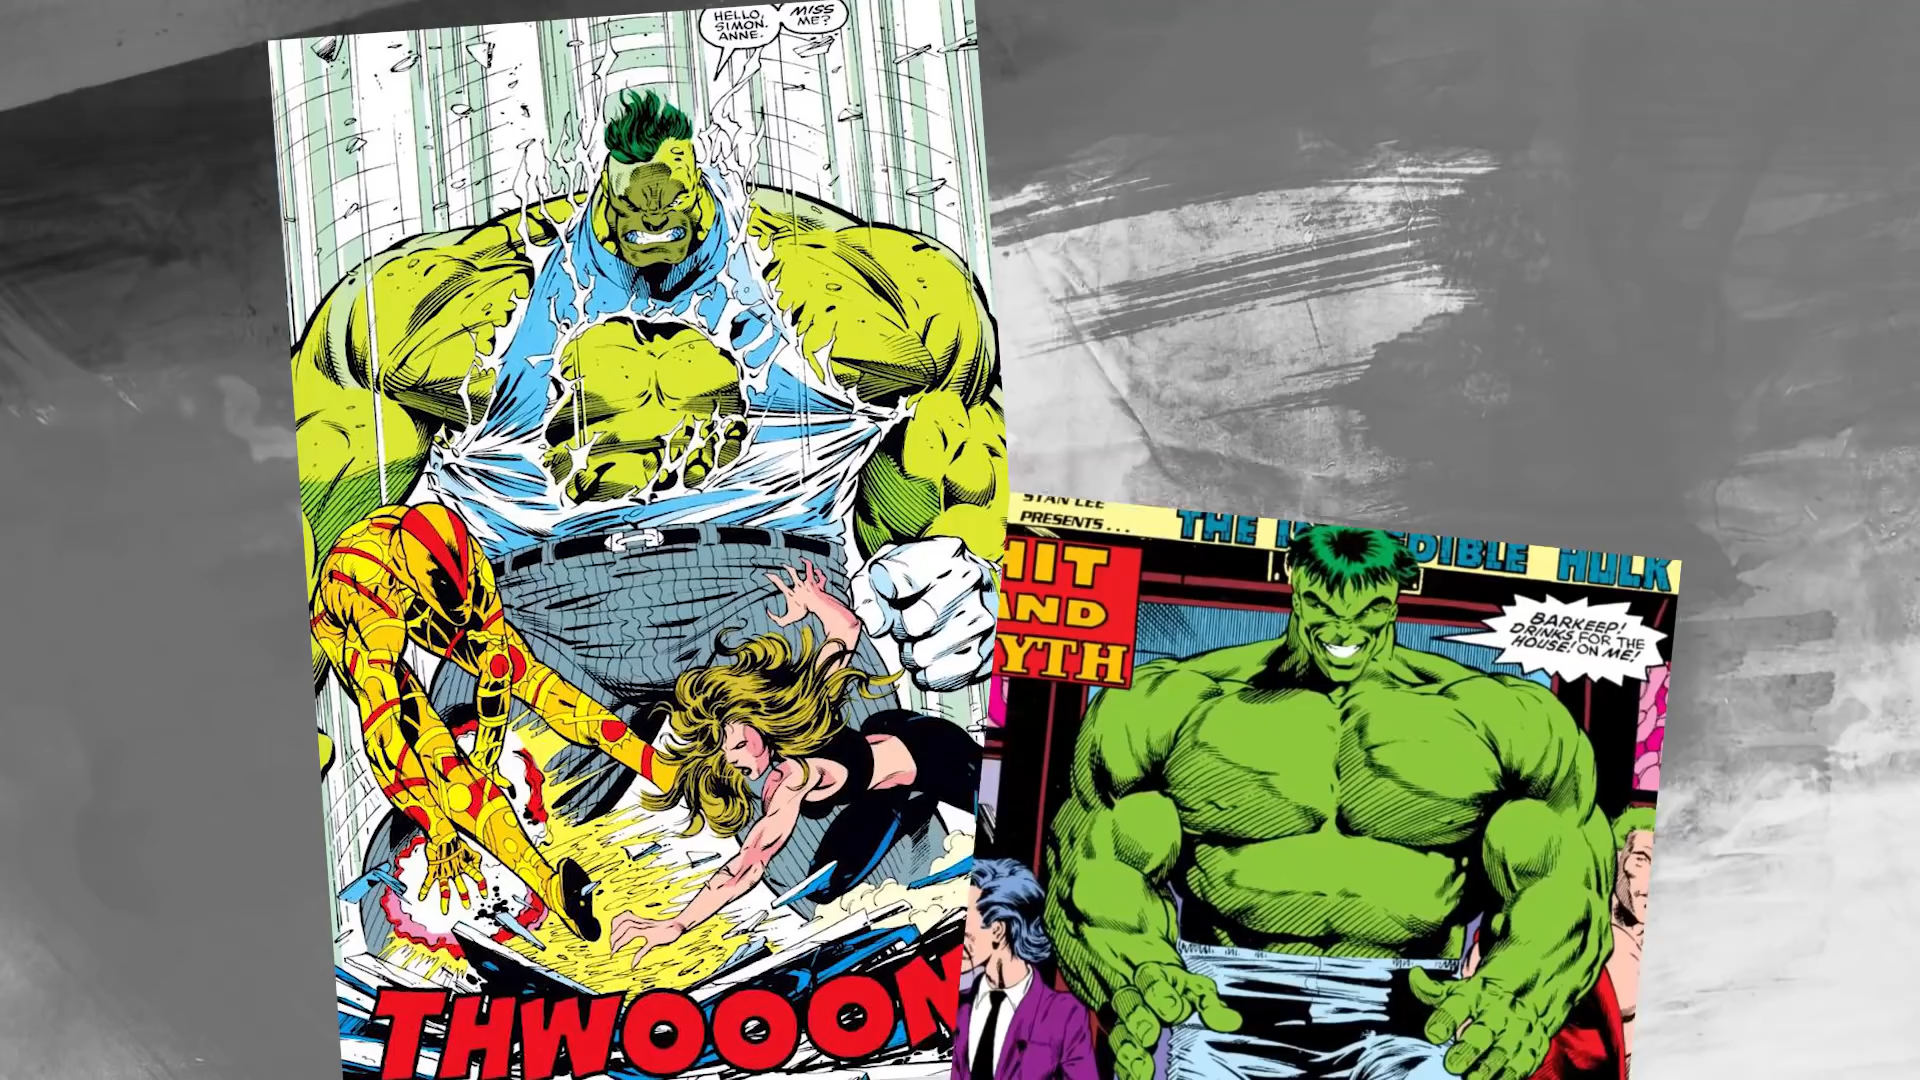 HELLO,
SIMON.
ANNE.
MISS
ME?
THWOOOM
STAN LEE
PRESENTS...
THE INCREDIBLE HULK
HIT
AND
MYTH
BARKEEP!
DRINKS FOR THE
HOUSE! ON ME!